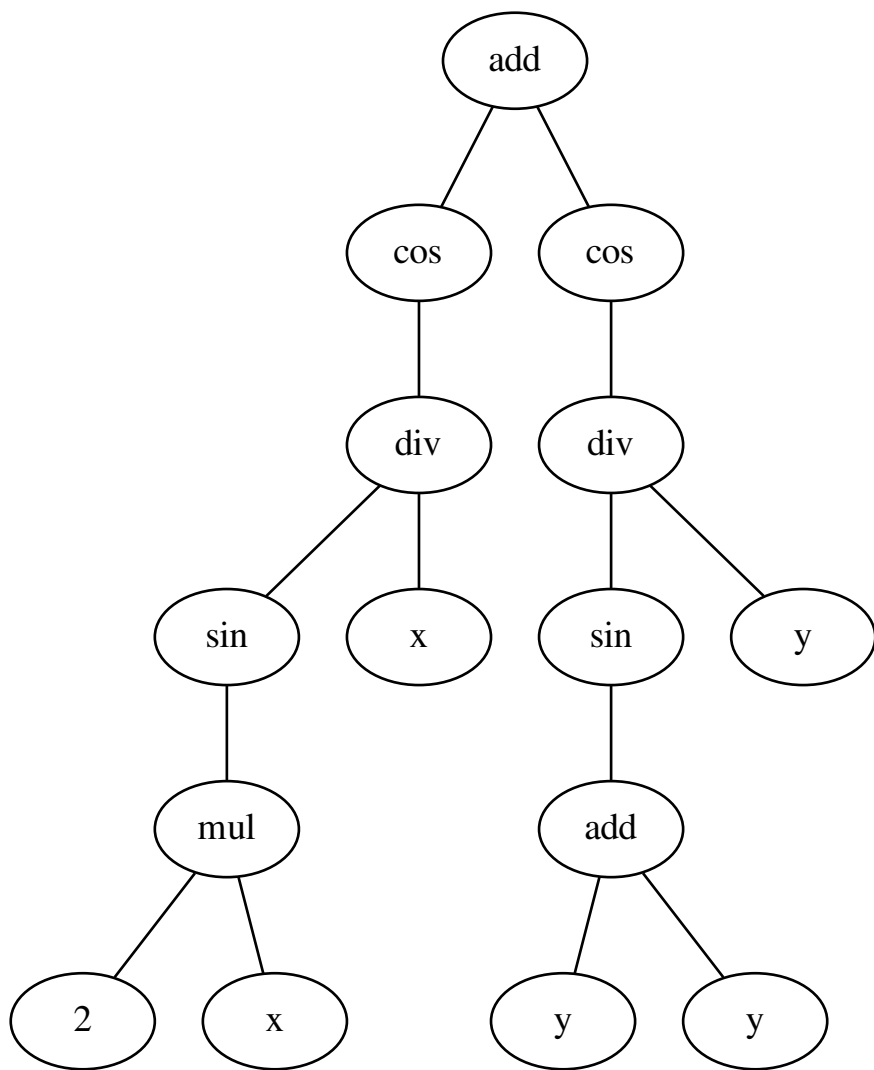 add
cos cos
div div
sin x sin y
mul add
2 x y y